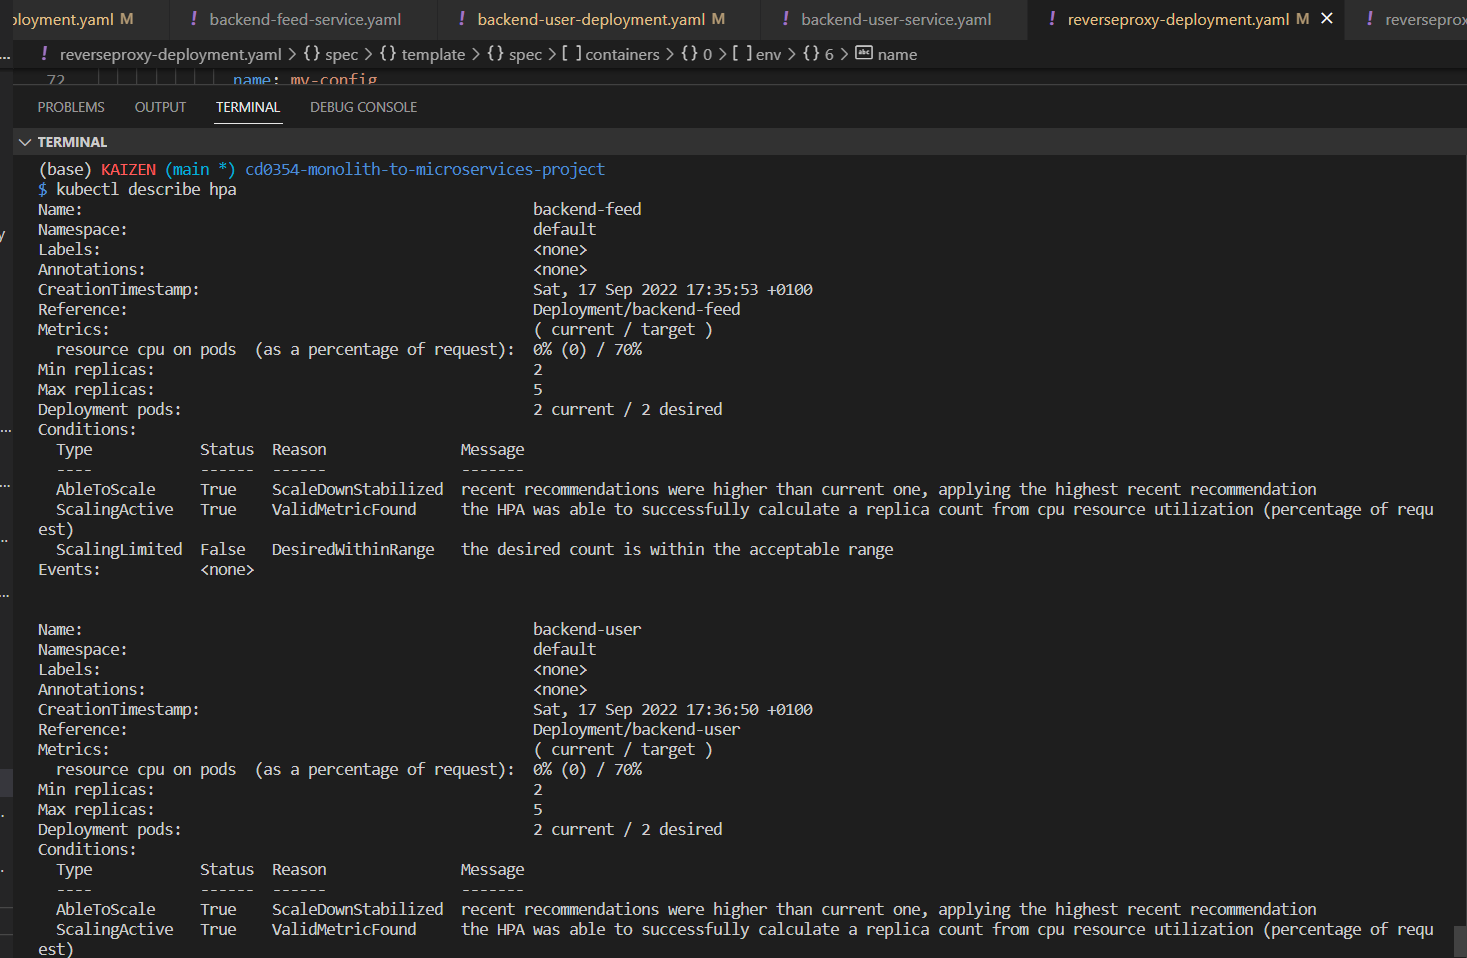 ployment.yaml M ! backend-feed-service.yaml ! backend-user-deployment.yaml M ! backend-user-service.yaml ! reverseproxy-deployment.yaml M × ! reversepro
... ! reverseproxy-deployment.yaml > {} spec > {} template > {} spec > [ ] containers > {} 0 > [ ] env > {} 6 > abc name
72 name: my-config
PROBLEMS OUTPUT TERMINAL DEBUG CONSOLE
TERMINAL
(base) KAIZEN (main *) cd0354-monolith-to-microservices-project
$ kubectl describe hpa
Name: backend-feed
Namespace: default
Labels: <none>
Annotations: <none>
CreationTimestamp: Sat, 17 Sep 2022 17:35:53 +0100
Reference: Deployment/backend-feed
Metrics: ( current / target )
resource cpu on pods (as a percentage of request): 0% (0) / 70%
Min replicas: 2
Max replicas: 5
Deployment pods: 2 current / 2 desired
Conditions:
Type Status Reason Message
---- ------ ------ -------
AbleToScale True ScaleDownStabilized recent recommendations were higher than current one, applying the highest recent recommendation
ScalingActive True ValidMetricFound the HPA was able to successfully calculate a replica count from cpu resource utilization (percentage of requ
est)
ScalingLimited False DesiredWithinRange the desired count is within the acceptable range
Events: <none>
Name: backend-user
Namespace: default
Labels: <none>
Annotations: <none>
CreationTimestamp: Sat, 17 Sep 2022 17:36:50 +0100
Reference: Deployment/backend-user
Metrics: ( current / target )
resource cpu on pods (as a percentage of request): 0% (0) / 70%
Min replicas: 2
Max replicas: 5
Deployment pods: 2 current / 2 desired
Conditions:
Type Status Reason Message
---- ------ ------ -------
AbleToScale True ScaleDownStabilized recent recommendations were higher than current one, applying the highest recent recommendation
ScalingActive True ValidMetricFound the HPA was able to successfully calculate a replica count from cpu resource utilization (percentage of requ
est)